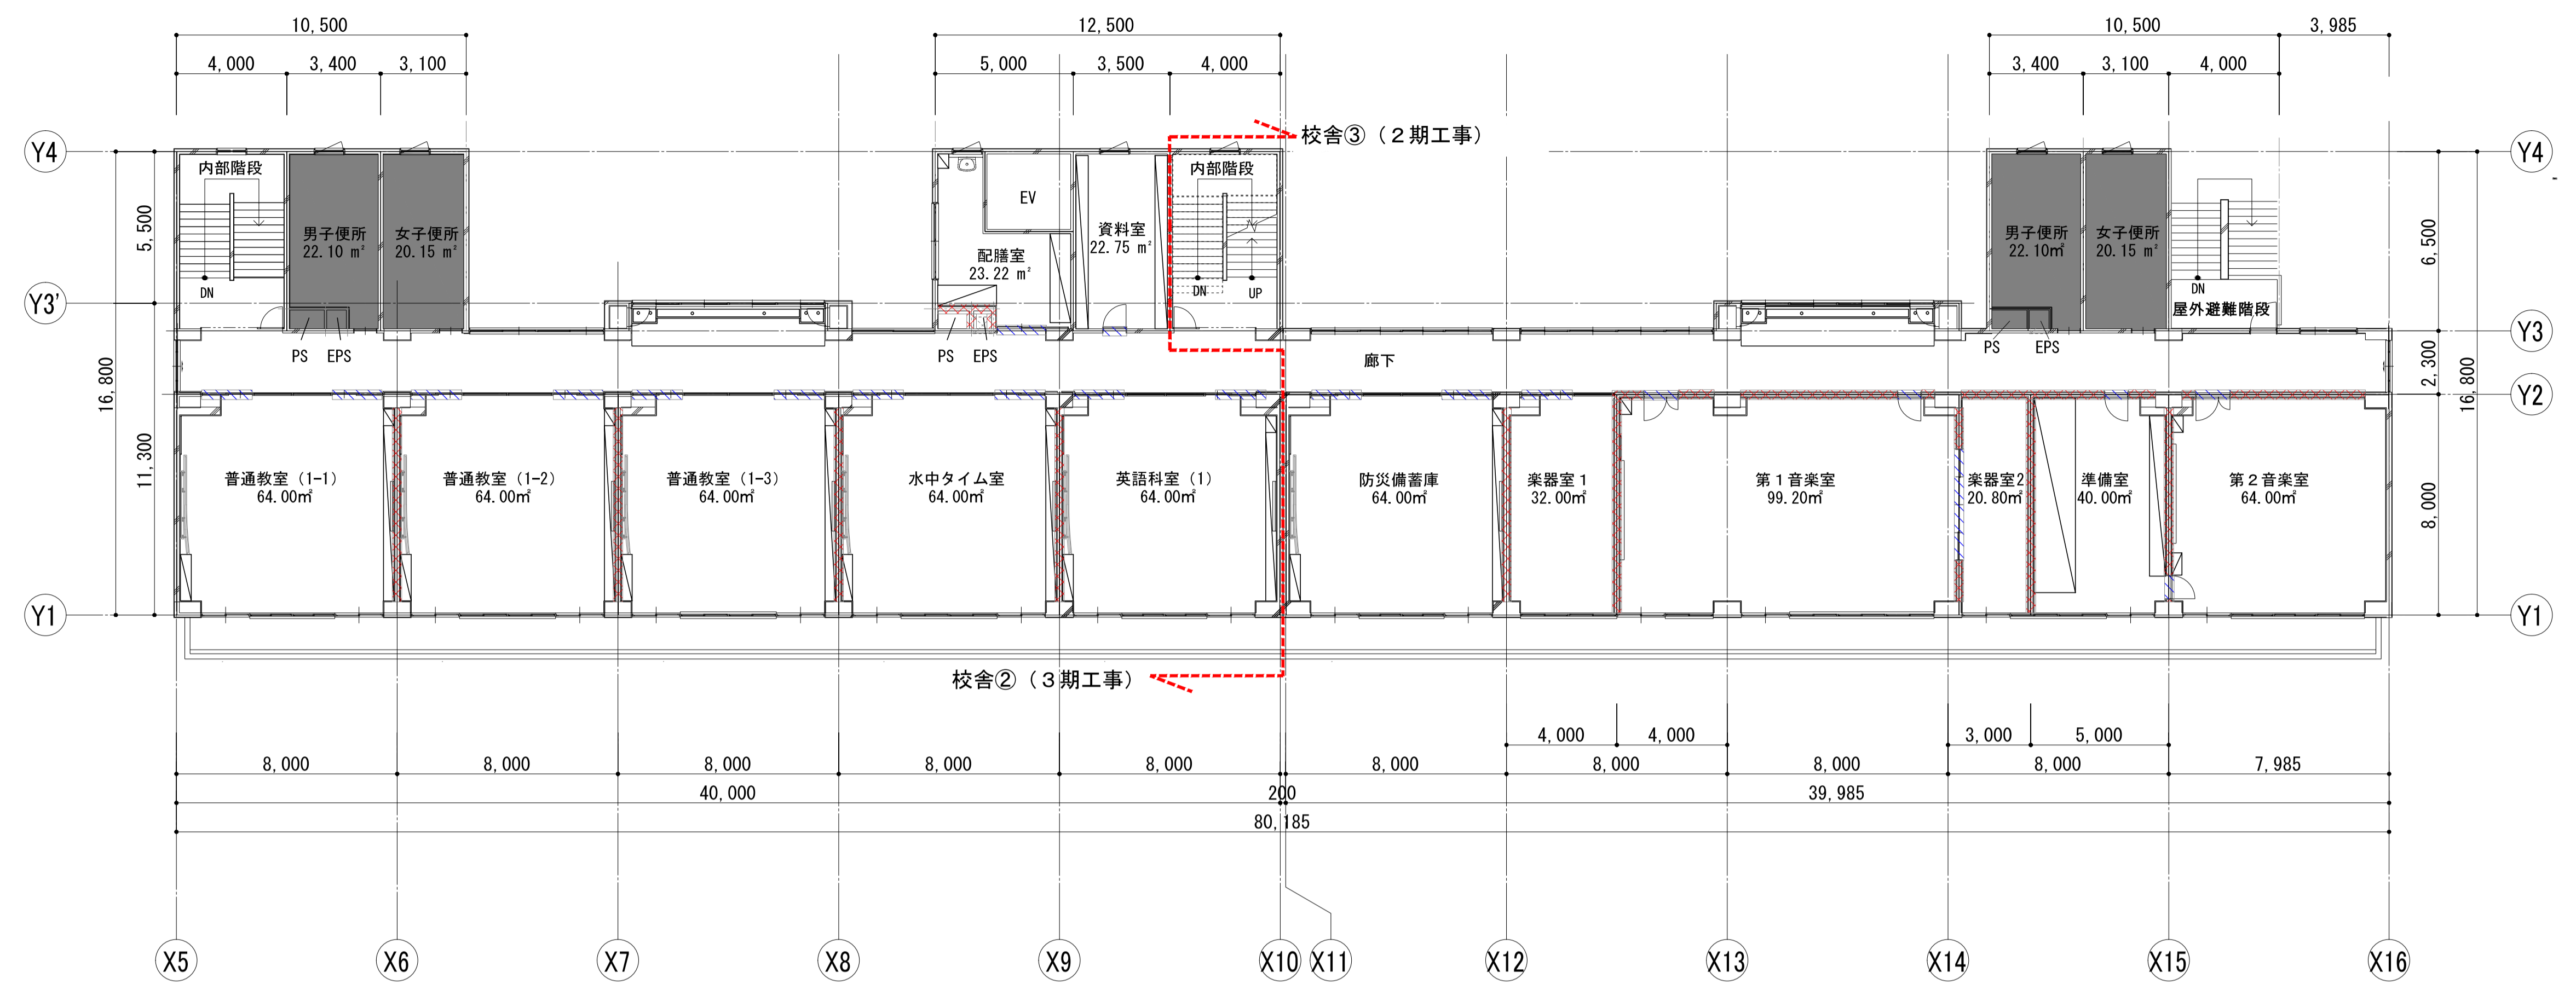 10,500
12,500
10,500
3,985
4,000
3,400
3,100
5,000
3,500
4,000
3,400
3,100
4,000
校舎③（２期工事）
Y4
Y4
内部階段
内部階段
EV
5,500
男子便所
22.10 ㎡
女子便所
20.15 ㎡
配膳室
23.22 ㎡
資料室
22.75 ㎡
男子便所
22.10㎡
女子便所
20.15 ㎡
6,500
DN
DN
UP
DN
屋外避難階段
Y3'
Y3
PS
EPS
PS
EPS
廊下
PS
EPS
16,800
2,300
16,800
Y2
11,300
普通教室（1-1）
64.00㎡
普通教室（1-2）
64.00㎡
普通教室（1-3）
64.00㎡
水中タイム室
64.00㎡
英語科室（1）
64.00㎡
防災備蓄庫
64.00㎡
楽器室１
32.00㎡
第１音楽室
99.20㎡
楽器室2
20.80㎡
準備室
40.00㎡
第２音楽室
64.00㎡
8,000
Y1
Y1
校舎②（３期工事）
4,000
4,000
3,000
5,000
8,000
8,000
8,000
8,000
8,000
8,000
8,000
8,000
8,000
7,985
40,000
200
39,985
80,185
X5
X6
X7
X8
X9
X10
X11
X12
X13
X14
X15
X16